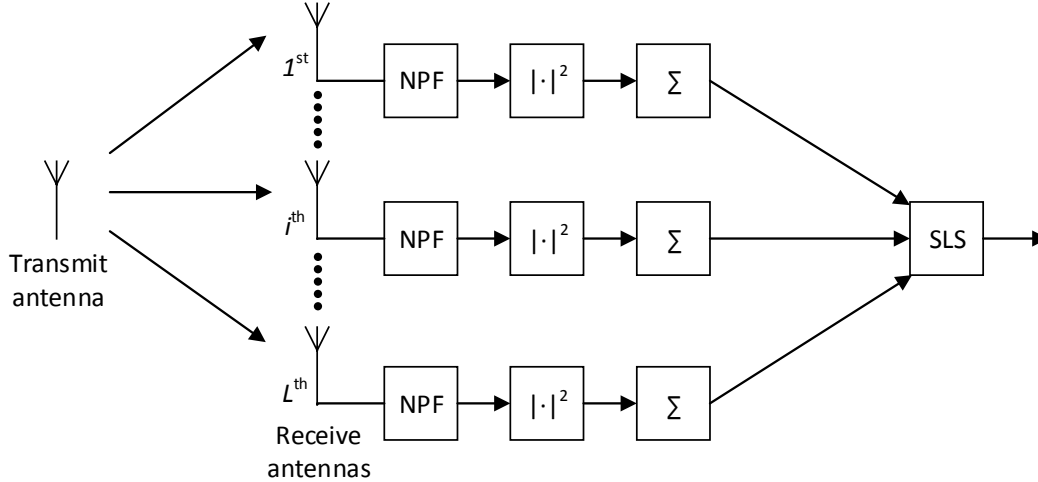 1st
NPF
|·|²
Σ
ith
NPF
|·|²
Σ
SLS
Transmit
antenna
Lth
NPF
|·|²
Σ
Receive
antennas